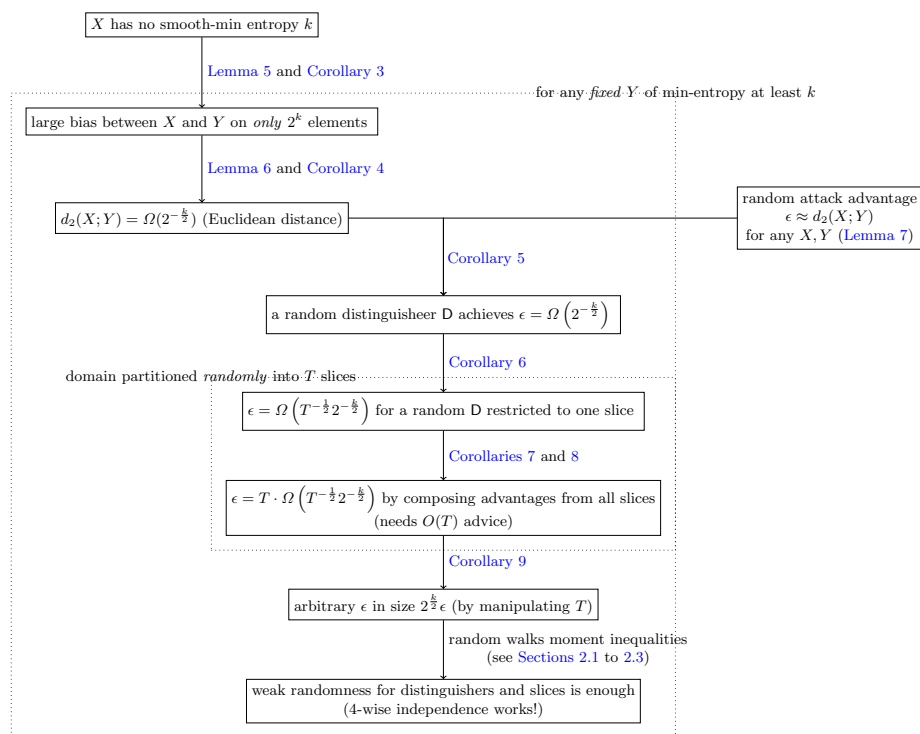 X has no smooth-min entropy k
Lemma 5 and Corollary 3
for any fixed Y of min-entropy at least k
large bias between X and Y on only 2^k elements
Lemma 6 and Corollary 4
d_2(X;Y) = Ω(2^{-k/2}) (Euclidean distance)
random attack advantage
ϵ ≈ d_2(X;Y)
for any X, Y (Lemma 7)
Corollary 5
a random distinguisheer D achieves ϵ = Ω(2^{-k/2})
Corollary 6
domain partitioned randomly into T slices
ϵ = Ω(T^{-1/2} 2^{-k/2}) for a random D restricted to one slice
Corollaries 7 and 8
ϵ = T · Ω(T^{-1/2} 2^{-k/2}) by composing advantages from all slices
(needs O(T) advice)
Corollary 9
arbitrary ϵ in size 2^{k/2}ϵ (by manipulating T)
random walks moment inequalities
(see Sections 2.1 to 2.3)
weak randomness for distinguishers and slices is enough
(4-wise independence works!)